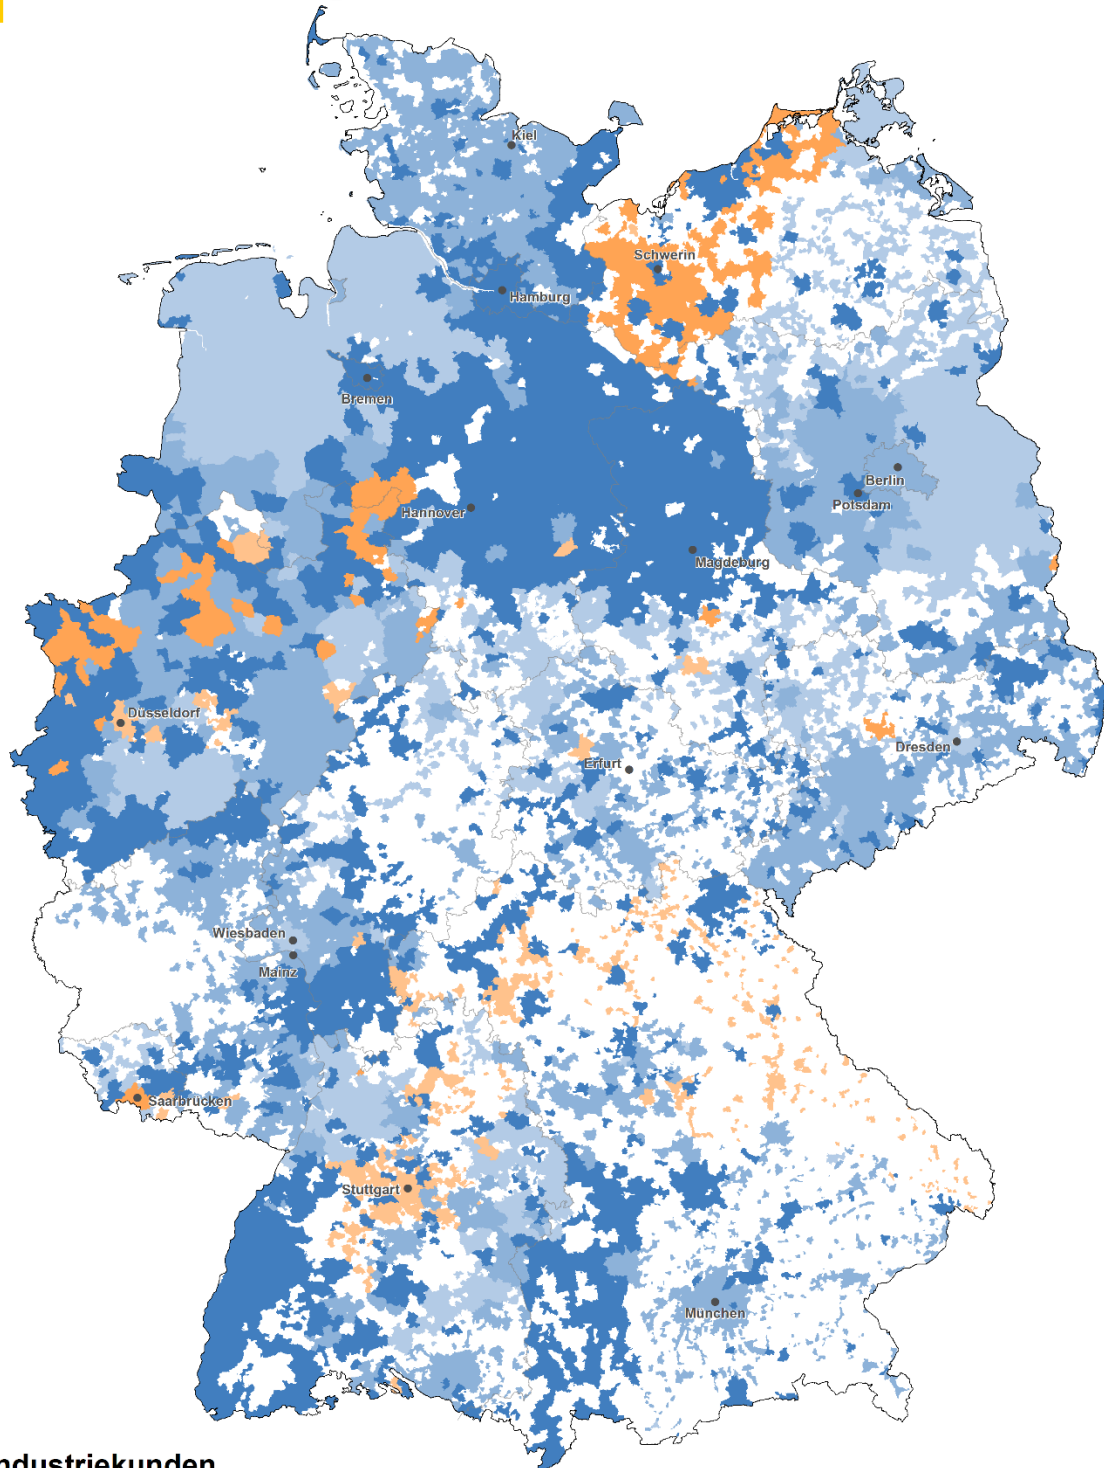 Kiel
Schwerin
Hamburg
Bremen
Berlin
Hannover
Potsdam
Magdeburg
Düsseldorf
Dresden
Erfurt
Wiesbaden
Mainz
Saarbrücken
Stuttgart
München
ndustriekunden